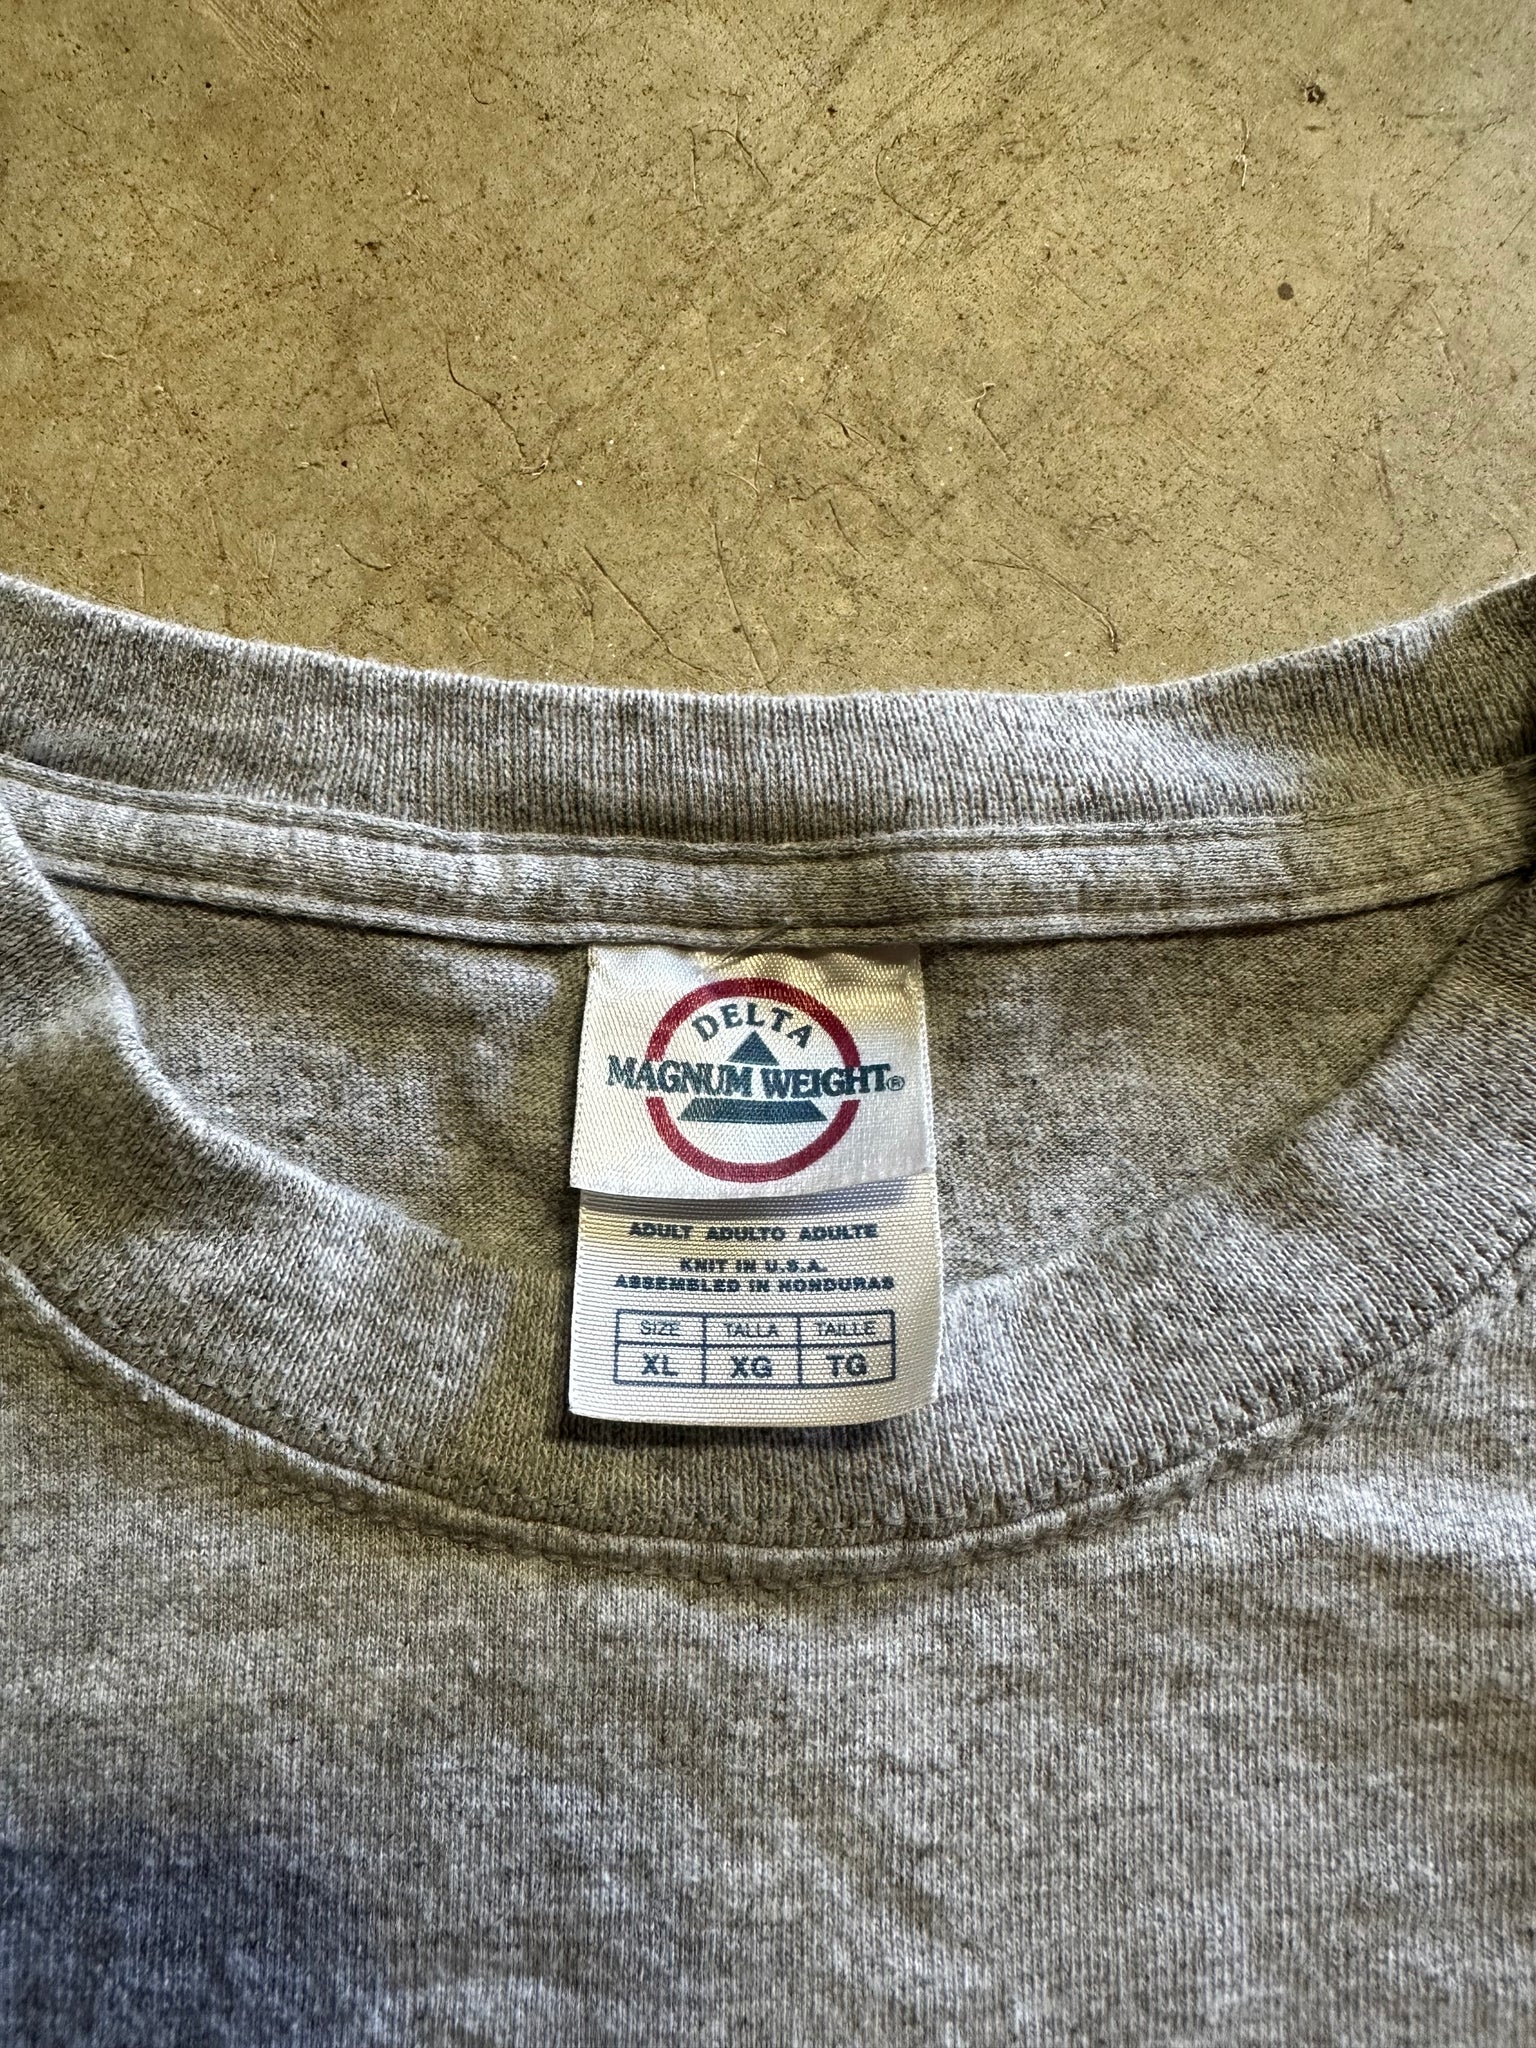 DELTA
MAGNUM WEIGHT®
ADULT ADULTO ADULTE
KNIT IN U.S.A.
ASSEMBLED IN HONDURAS
SIZE TALLA TAILLE
XL XG TG